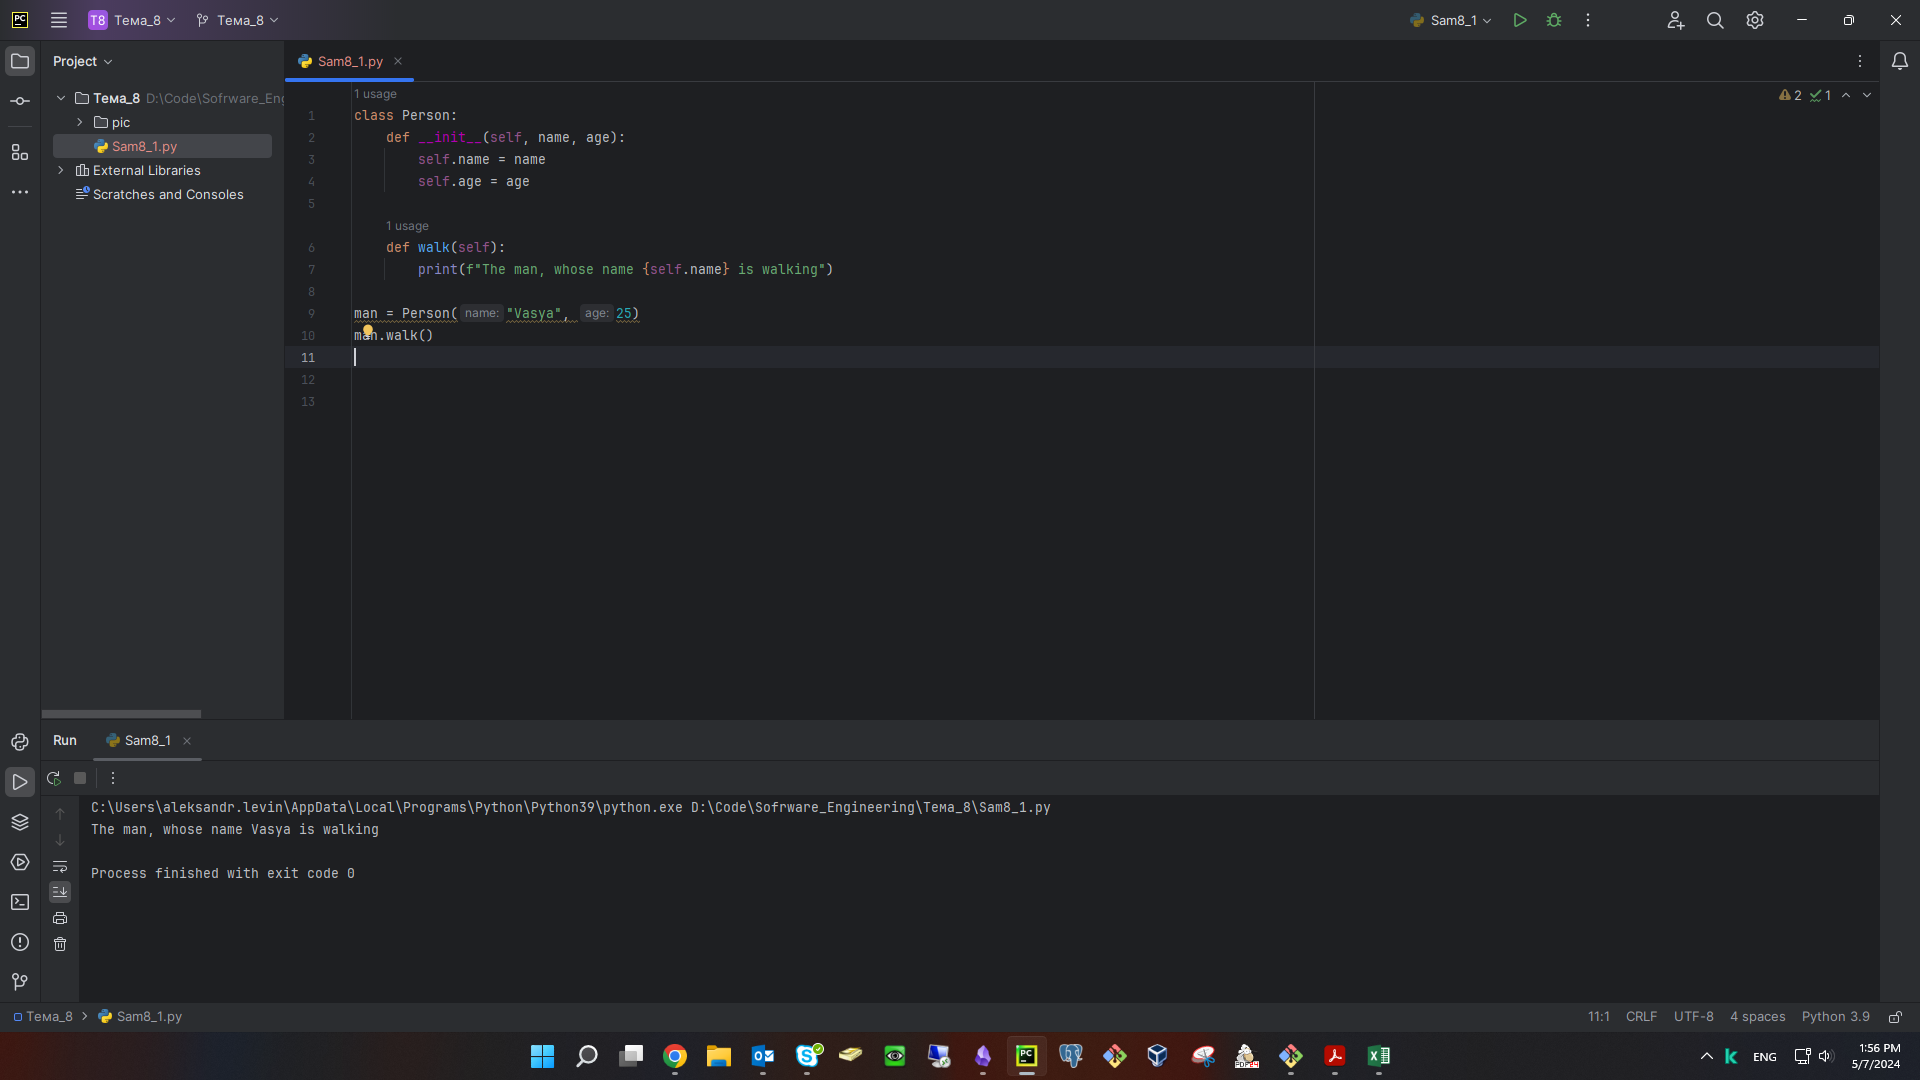 PC T8 Тема_8 Тема_8 Sam8_1
Project
Sam8_1.py
Тема_8 D:\Code\Sofrware_Eng
pic
Sam8_1.py
External Libraries
Scratches and Consoles
1 usage
2 1
1 class Person:
2 def __init__(self, name, age):
3 self.name = name
4 self.age = age
5
1 usage
6 def walk(self):
7 print(f"The man, whose name {self.name} is walking")
8
9 man = Person( name: "Vasya", age: 25)
10 man.walk()
11
12
13
Run Sam8_1
C:\Users\aleksandr.levin\AppData\Local\Programs\Python\Python39\python.exe D:\Code\Sofrware_Engineering\Тема_8\Sam8_1.py
The man, whose name Vasya is walking
Process finished with exit code 0
Тема_8 Sam8_1.py 11:1 CRLF UTF-8 4 spaces Python 3.9
PC PDF24 ENG 1:56 PM
5/7/2024